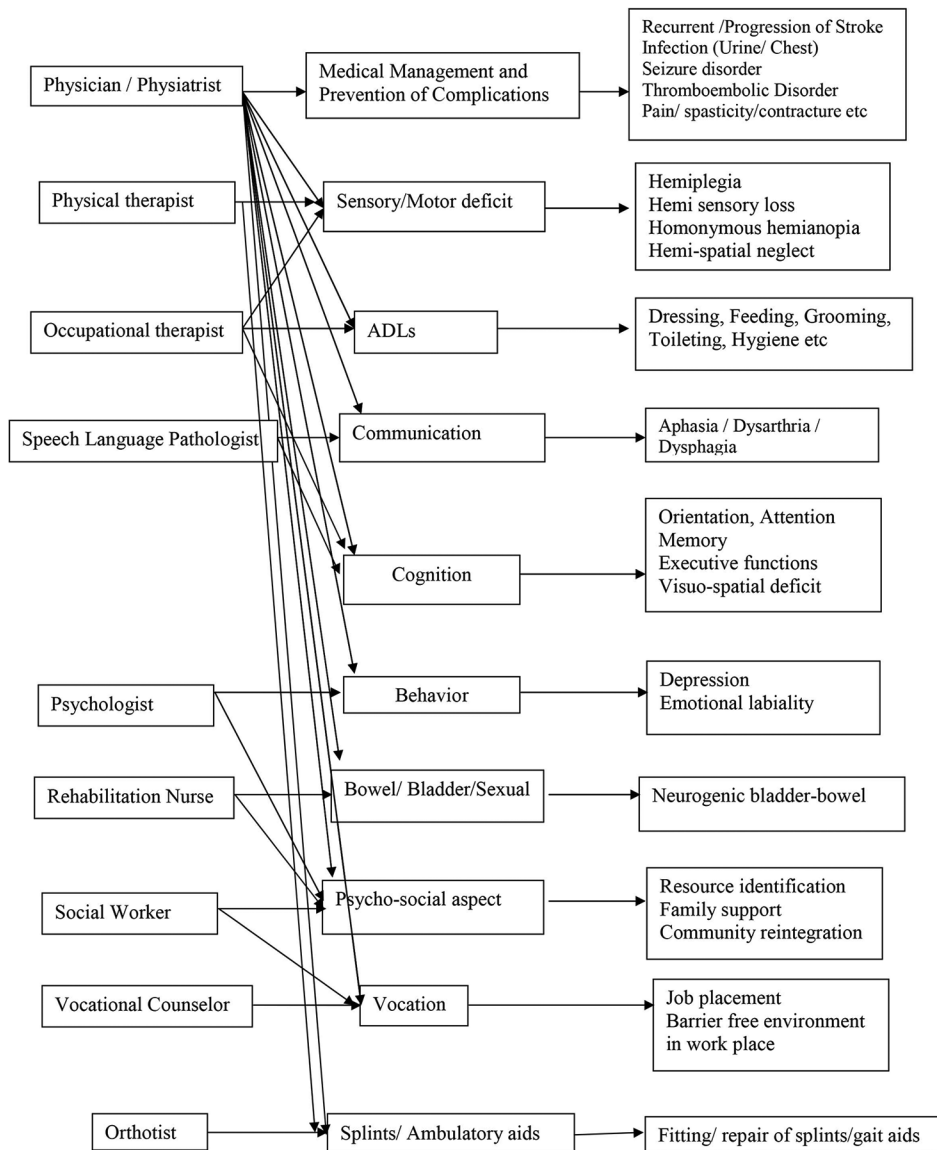 Recurrent /Progression of Stroke
Infection (Urine/ Chest)
Seizure disorder
Thromboembolic Disorder
Pain/ spasticity/contracture etc
Physician / Physiatrist
Medical Management and
Prevention of Complications
Physical therapist
Sensory/Motor deficit
Hemiplegia
Hemi sensory loss
Homonymous hemianopia
Hemi-spatial neglect
Occupational therapist
ADLs
Dressing, Feeding, Grooming,
Toileting, Hygiene etc
Speech Language Pathologist
Communication
Aphasia / Dysarthria /
Dysphagia
Cognition
Orientation, Attention
Memory
Executive functions
Visuo-spatial deficit
Psychologist
Behavior
Depression
Emotional labiality
Rehabilitation Nurse
Bowel/ Bladder/Sexual
Neurogenic bladder-bowel
Social Worker
Psycho-social aspect
Resource identification
Family support
Community reintegration
Vocational Counselor
Vocation
Job placement
Barrier free environment
in work place
Orthotist
Splints/ Ambulatory aids
Fitting/ repair of splints/gait aids